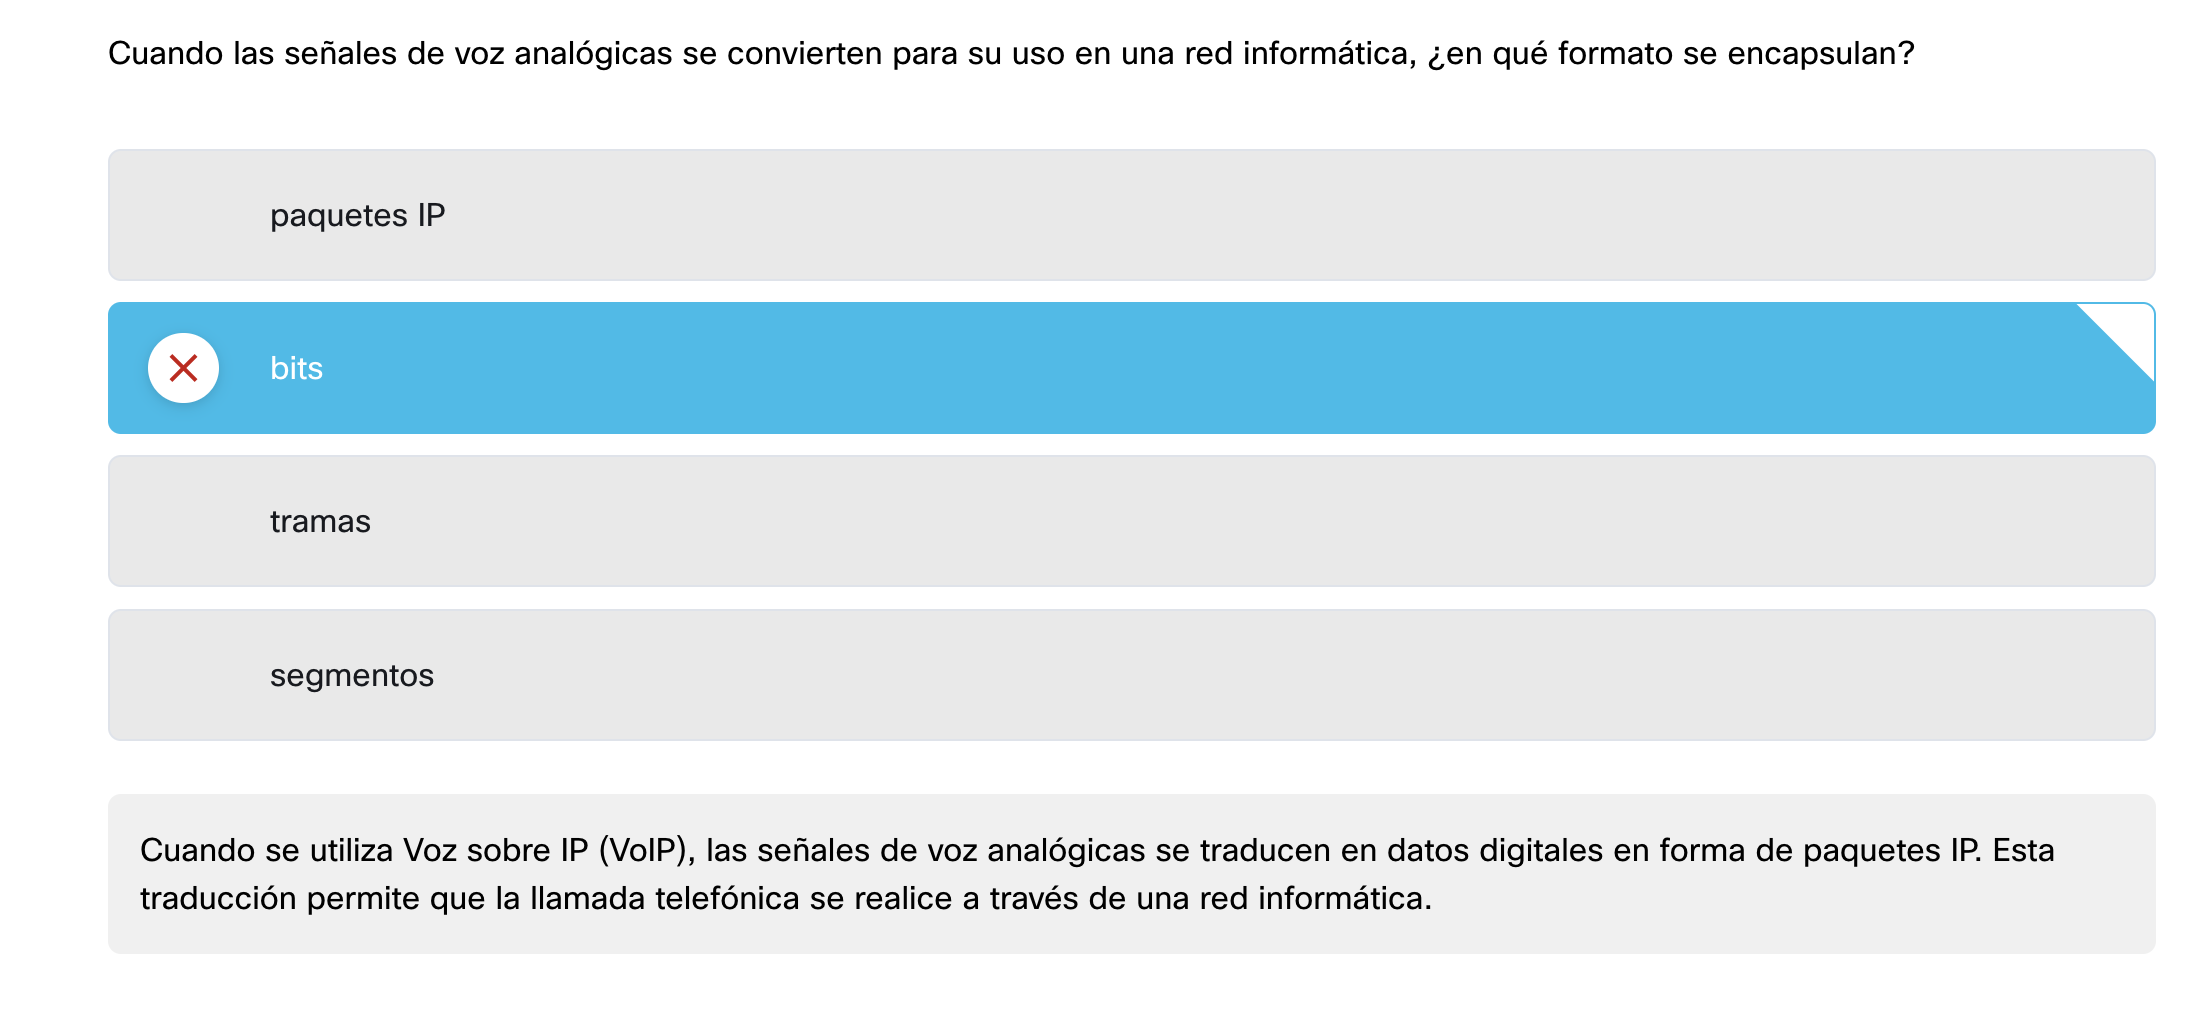 Cuando las señales de voz analógicas se convierten para su uso en una red informática, ¿en qué formato se encapsulan?
paquetes IP
bits
tramas
segmentos
Cuando se utiliza Voz sobre IP (VoIP), las señales de voz analógicas se traducen en datos digitales en forma de paquetes IP. Esta
traducción permite que la llamada telefónica se realice a través de una red informática.